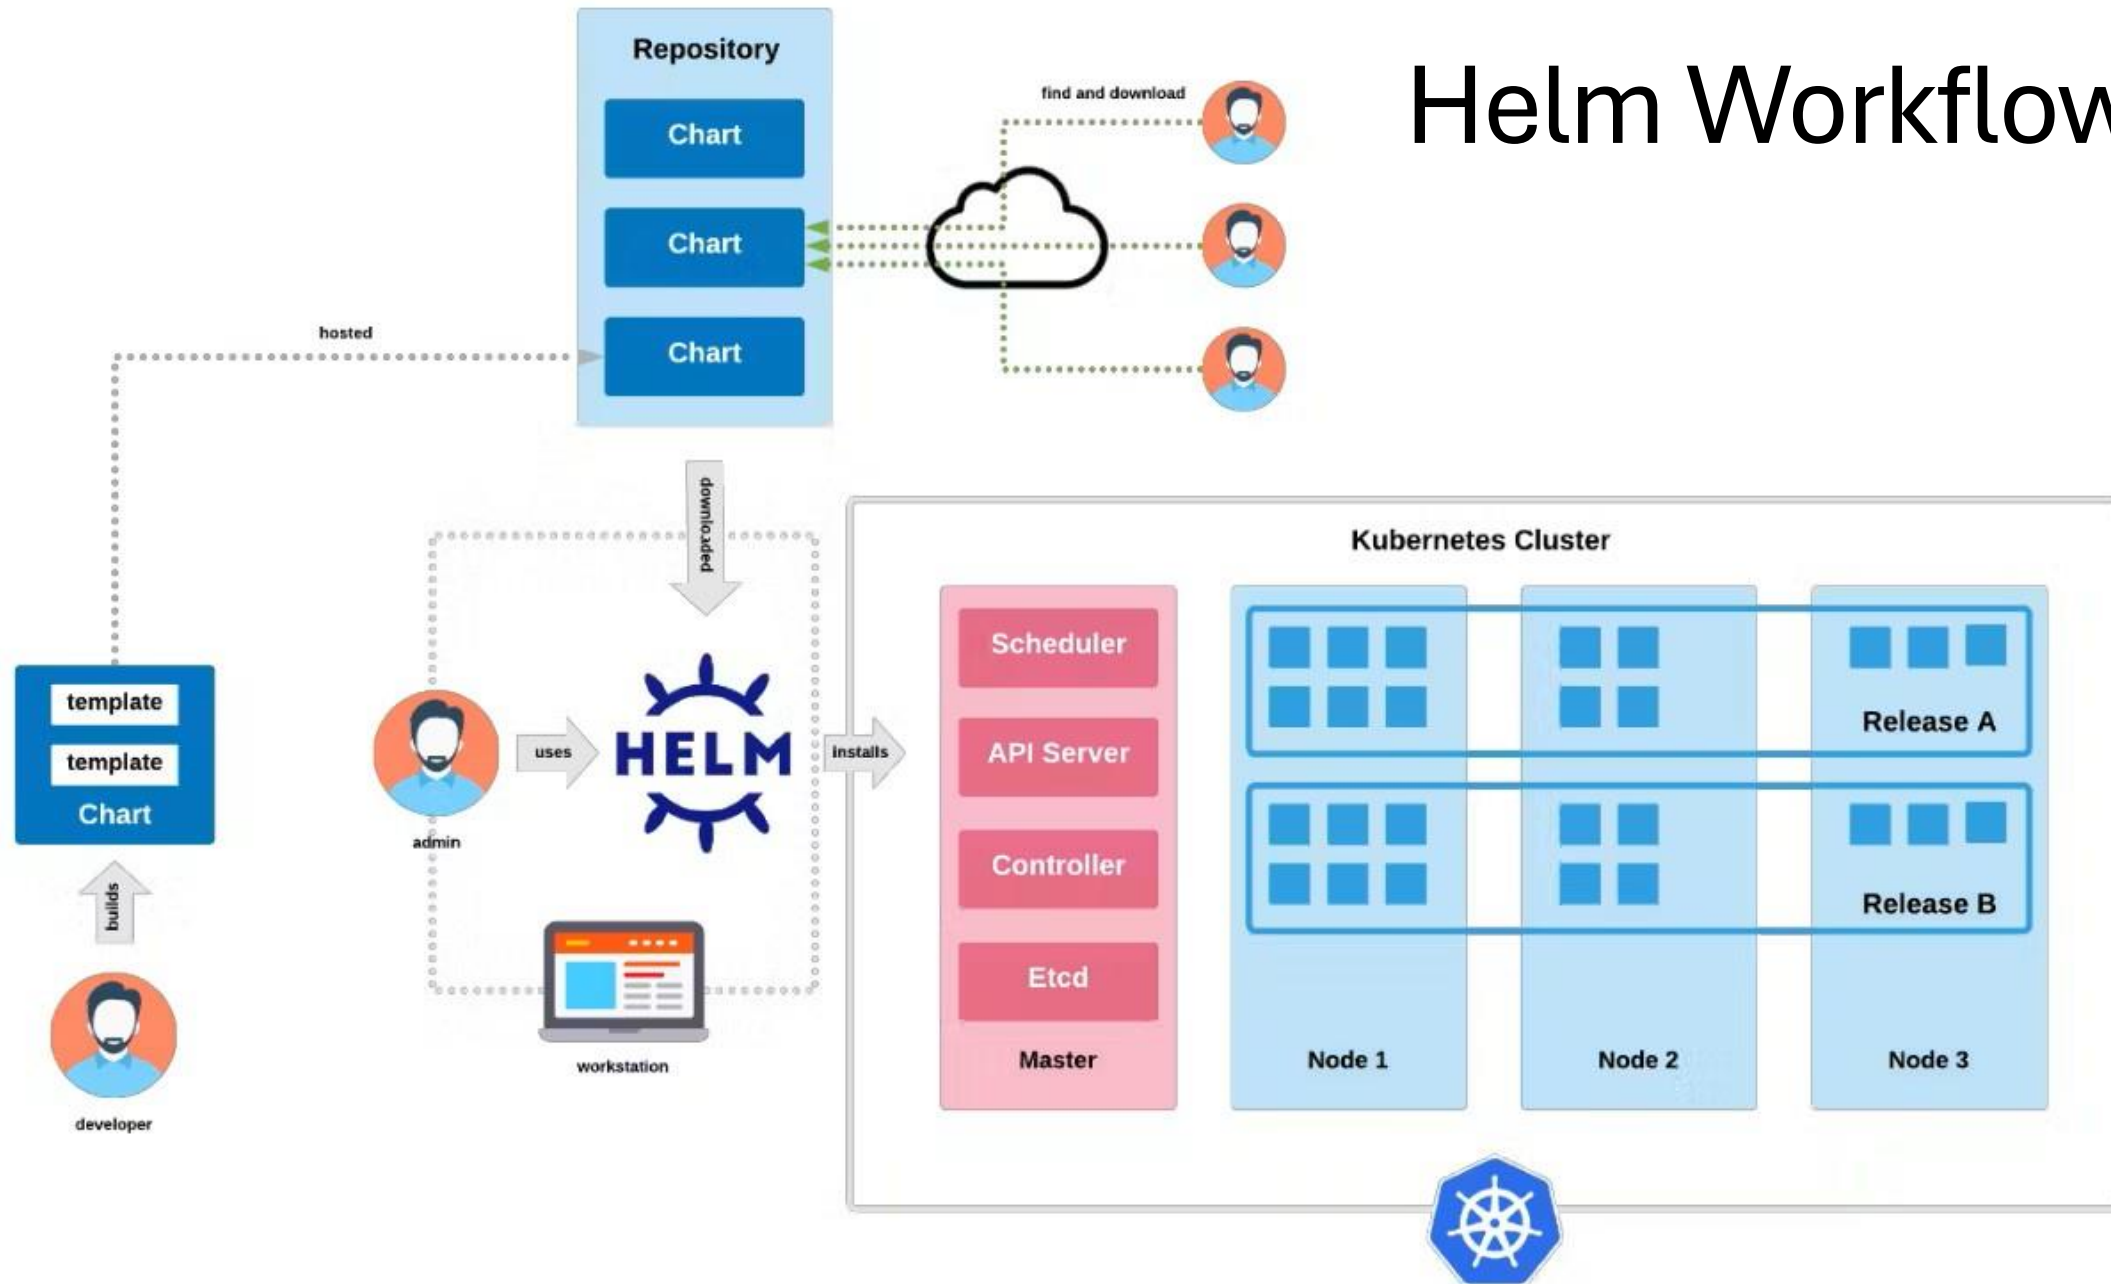 Repository
Chart
Chart
Chart
find and download
Helm Workflow
hosted
downloaded
template
template
Chart
builds
developer
admin
uses
HELM
installs
workstation
Kubernetes Cluster
Scheduler
API Server
Controller
Etcd
Master
Release A
Release B
Node 1
Node 2
Node 3